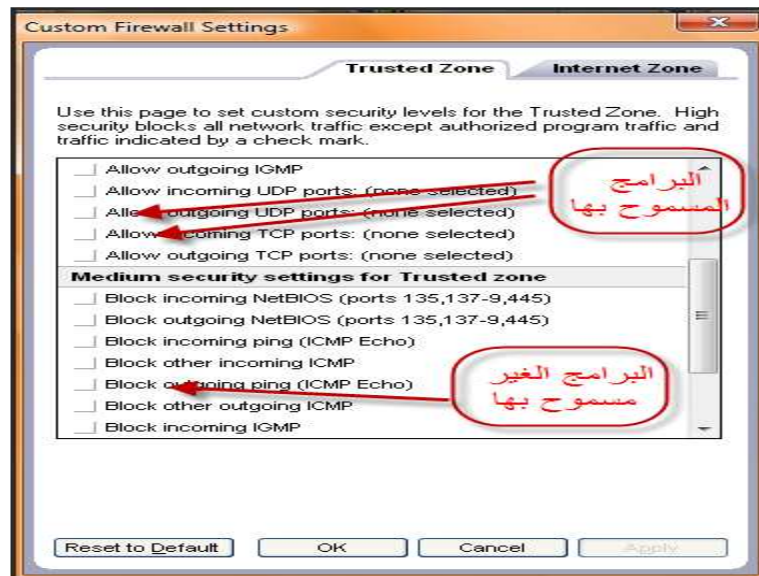 Custom Firewall Settings
Trusted Zone
Internet Zone
Use this page to set custom security levels for the Trusted Zone. High
security blocks all network traffic except authorized program traffic and
traffic indicated by a check mark.
Allow outgoing IGMP
Allow incoming UDP ports: (none selected)
Allow outgoing UDP ports: (none selected)
Allow incoming TCP ports: (none selected)
Allow outgoing TCP ports: (none selected)
البرامج
المسموح بها
Medium security settings for Trusted zone
Block incoming NetBIOS (ports 135,137-9,445)
Block outgoing NetBIOS (ports 135,137-9,445)
Block incoming ping (ICMP Echo)
Block other incoming ICMP
Block outgoing ping (ICMP Echo)
Block other outgoing ICMP
Block incoming IGMP
البرامج الغير
مسموح بها
Reset to Default
OK
Cancel
Apply